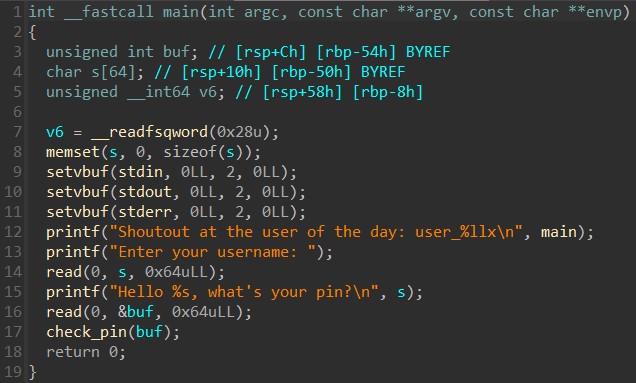 1 int __fastcall main(int argc, const char **argv, const char **envp)
2 {
3 unsigned int buf; // [rsp+Ch] [rbp-54h] BYREF
4 char s[64]; // [rsp+10h] [rbp-50h] BYREF
5 unsigned __int64 v6; // [rsp+58h] [rbp-8h]
6
7 v6 = __readfsqword(0x28u);
8 memset(s, 0, sizeof(s));
9 setvbuf(stdin, 0LL, 2, 0LL);
10 setvbuf(stdout, 0LL, 2, 0LL);
11 setvbuf(stderr, 0LL, 2, 0LL);
12 printf("Shoutout at the user of the day: user_%llx\n", main);
13 printf("Enter your username: ");
14 read(0, s, 0x64uLL);
15 printf("Hello %s, what's your pin?\n", s);
16 read(0, &buf, 0x64uLL);
17 check_pin(buf);
18 return 0;
19 }